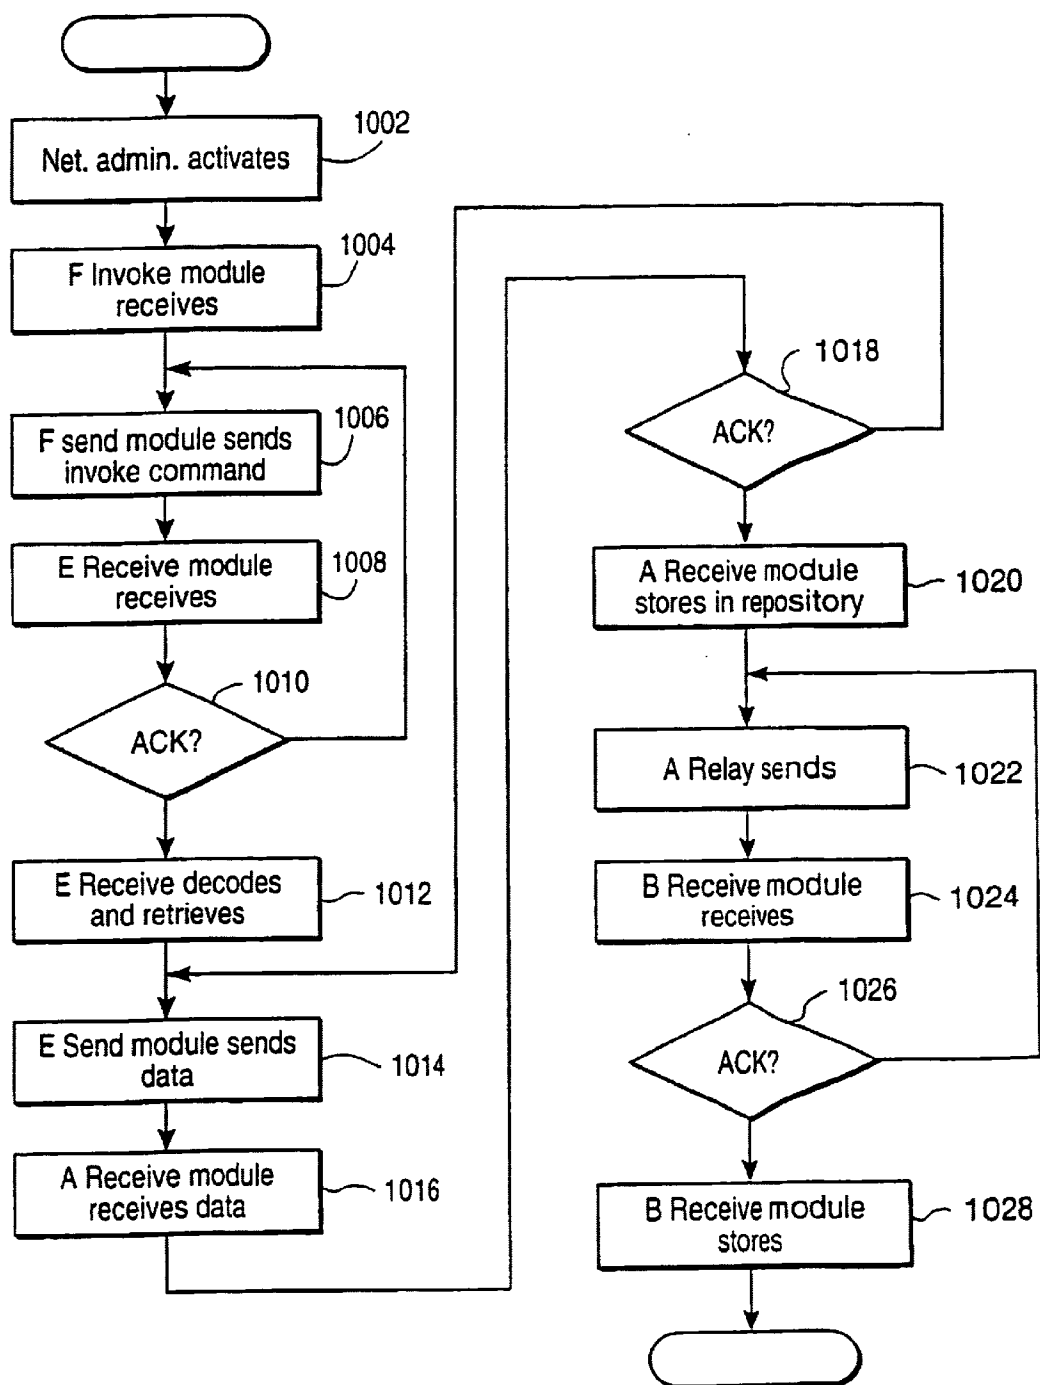 1002
Net. admin. activates
1004
F Invoke module
receives
1006
F send module sends
invoke command
1008
E Receive module
receives
1010
ACK?
1012
E Receive decodes
and retrieves
E Send module sends
data
1014
A Receive module
receives data
1016
1018
ACK?
A Receive module
stores in repository
1020
A Relay sends
1022
B Receive module
receives
1024
1026
ACK?
B Receive module
stores
1028